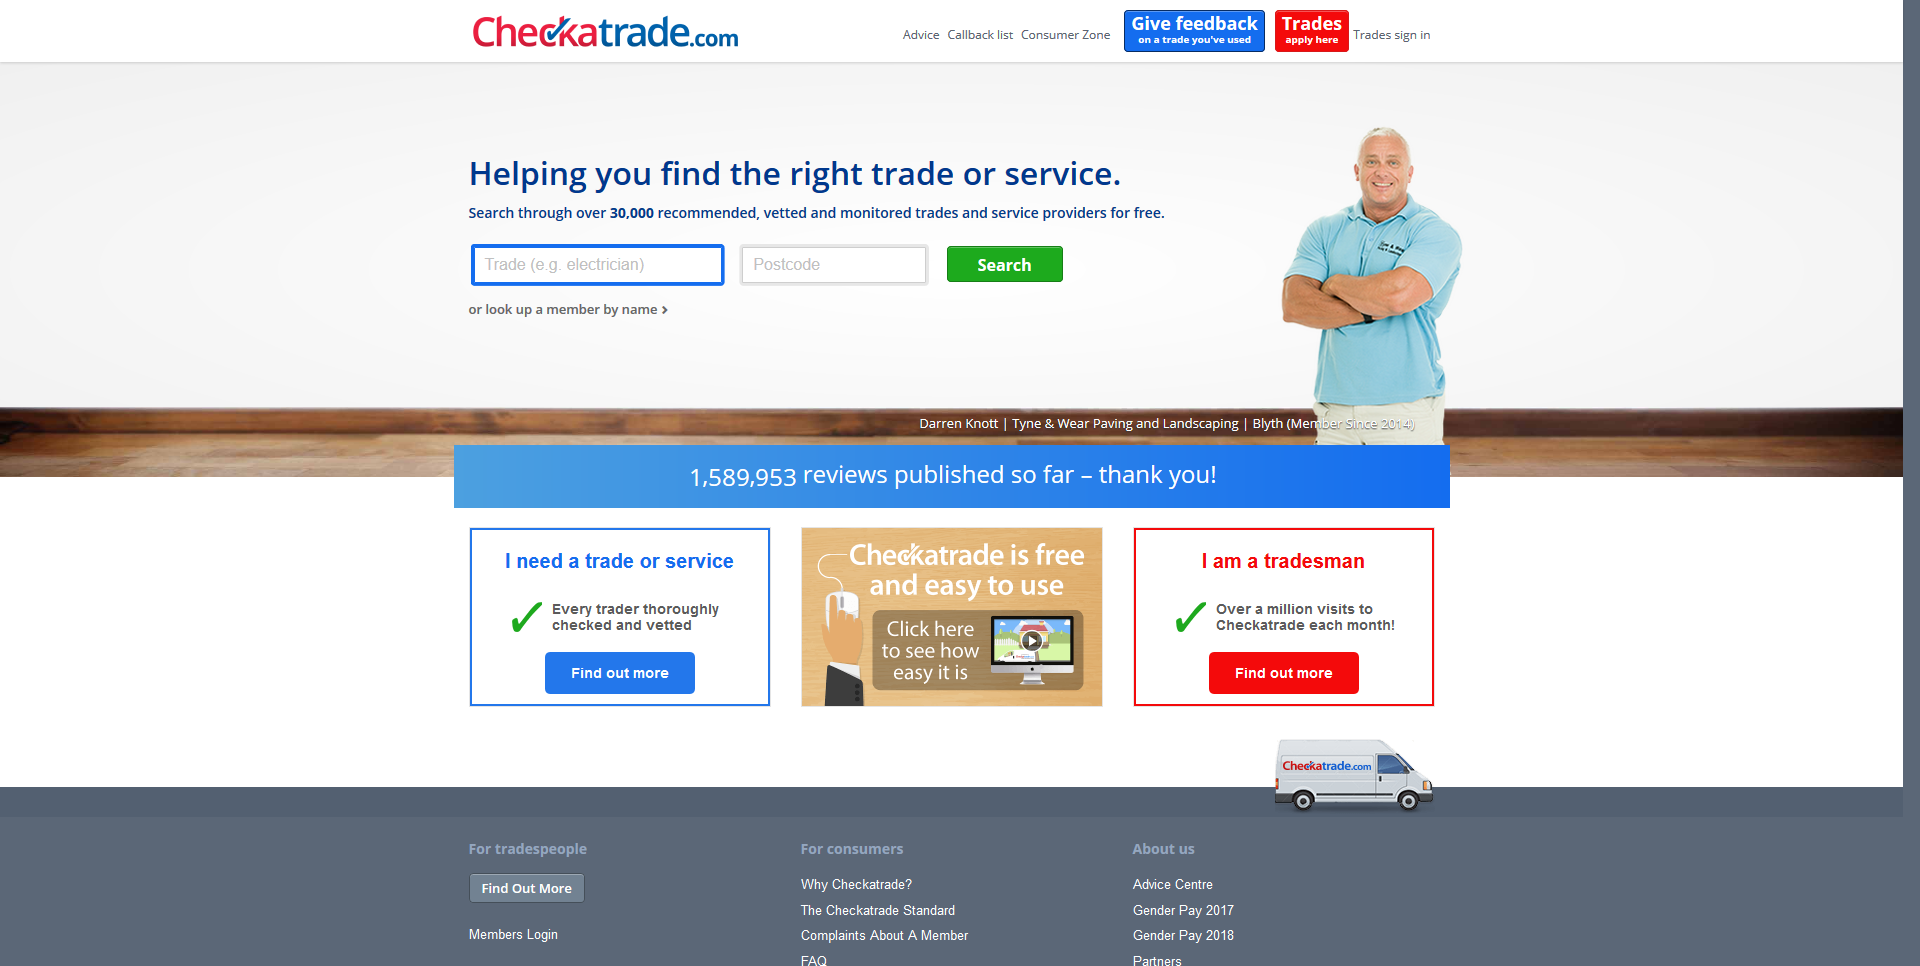 Checkatrade.com
Advice Callback list Consumer Zone
Give feedback
on a trade you've used
Trades
apply here
Trades sign in
Helping you find the right trade or service.
Search through over 30,000 recommended, vetted and monitored trades and service providers for free.
Trade (e.g. electrician)
Postcode
Search
or look up a member by name ›
Darren Knott | Tyne & Wear Paving and Landscaping | Blyth (Member Since 2014)
1,589,953 reviews published so far – thank you!
I need a trade or service
Every trader thoroughly
checked and vetted
Find out more
Checkatrade is free
and easy to use
Click here
to see how
easy it is
I am a tradesman
Over a million visits to
Checkatrade each month!
Find out more
Checkatrade.com
For tradespeople
Find Out More
Members Login
For consumers
Why Checkatrade?
The Checkatrade Standard
Complaints About A Member
FAQ
About us
Advice Centre
Gender Pay 2017
Gender Pay 2018
Partners